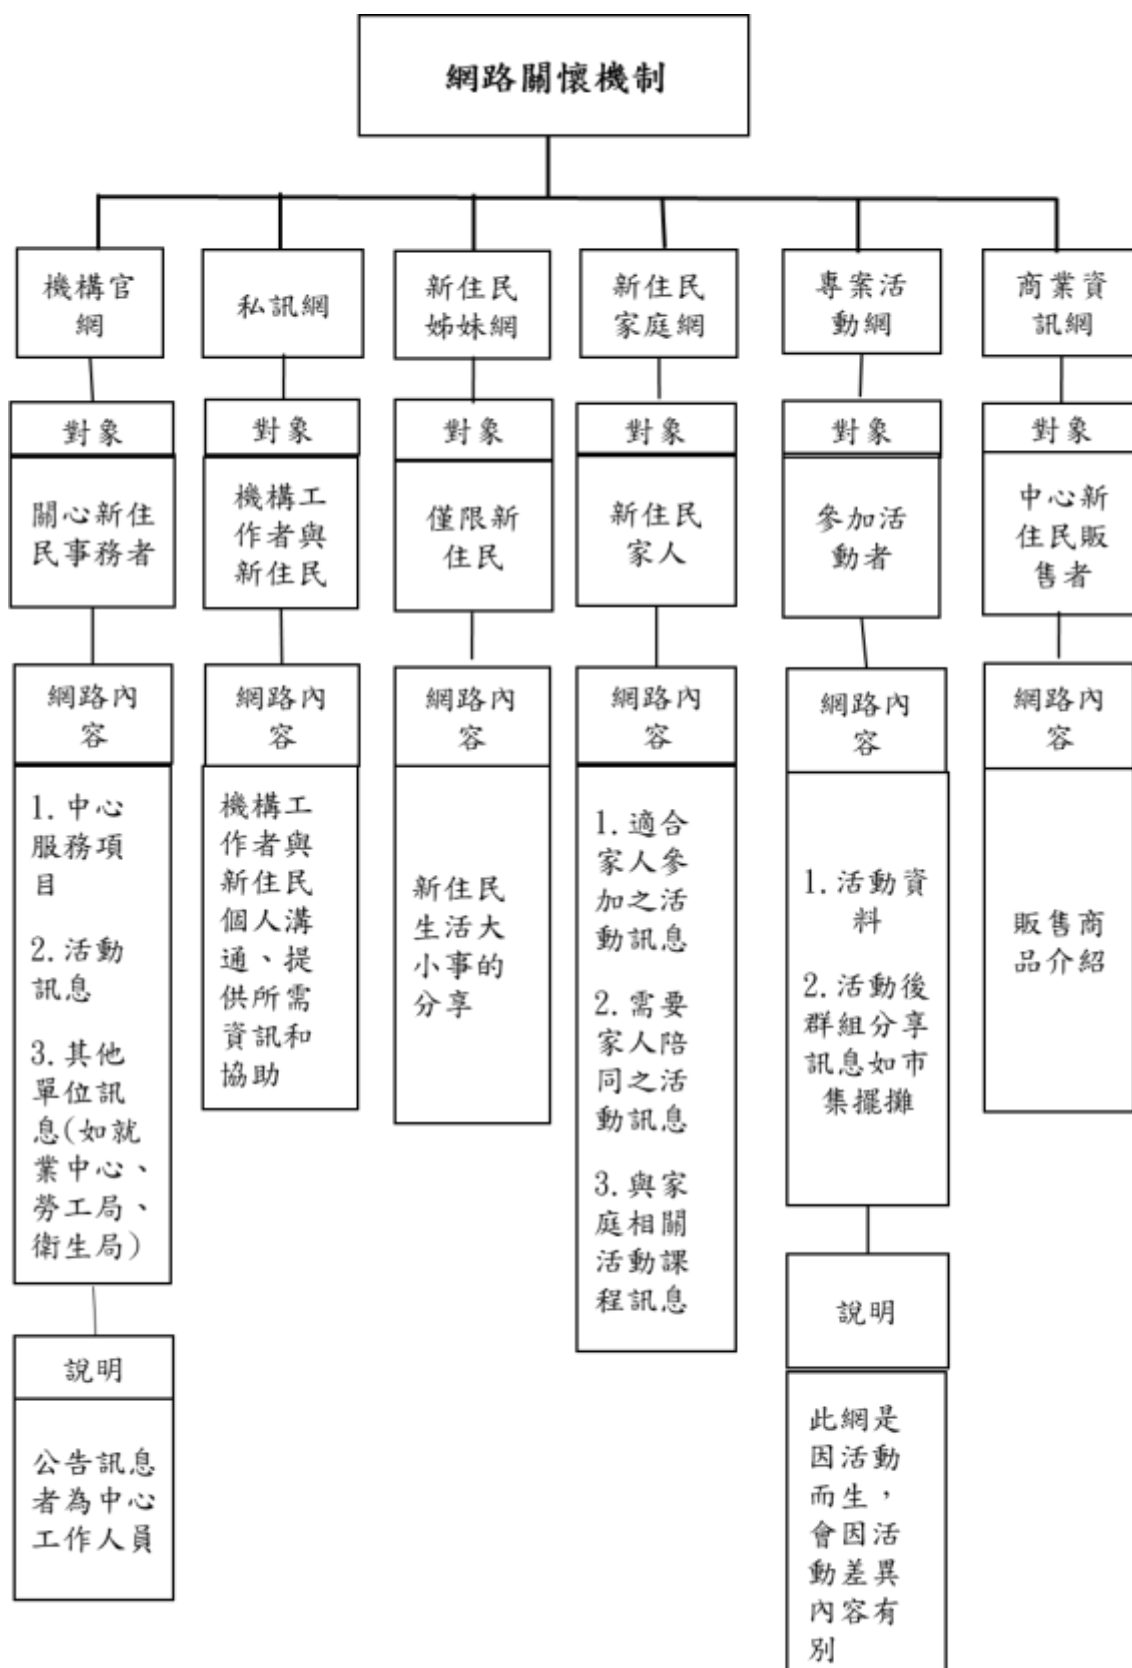 網路關懷機制
機構官
網
對象
關心新住
民事務者
網路內
容
1.中心
服務項
目
2.活動
訊息
3.其他
單位訊
息(如就
業中心、
勞工局、
衛生局)
說明
公告訊息
者為中心
工作人員
私訊網
對象
機構工
作者與
新住民
網路內
容
機構工
作者與
新住民
個人溝
通、提
供所需
資訊和
協助
新住民
姊妹網
對象
僅限新
住民
網路內
容
新住民
生活大
小事的
分享
新住民
家庭網
對象
新住民
家人
網路內
容
1.適合
家人參
加之活
動訊息
2.需要
家人陪
同之活
動訊息
3.與家
庭相關
活動課
程訊息
專案活
動網
對象
參加活
動者
網路內
容
1.活動資
料
2.活動後
群組分享
訊息如市
集擺攤
說明
此網是
因活動
而生，
會因活
動差異
內容有
別
商業資
訊網
對象
中心新
住民販
售者
網路內
容
販售商
品介紹